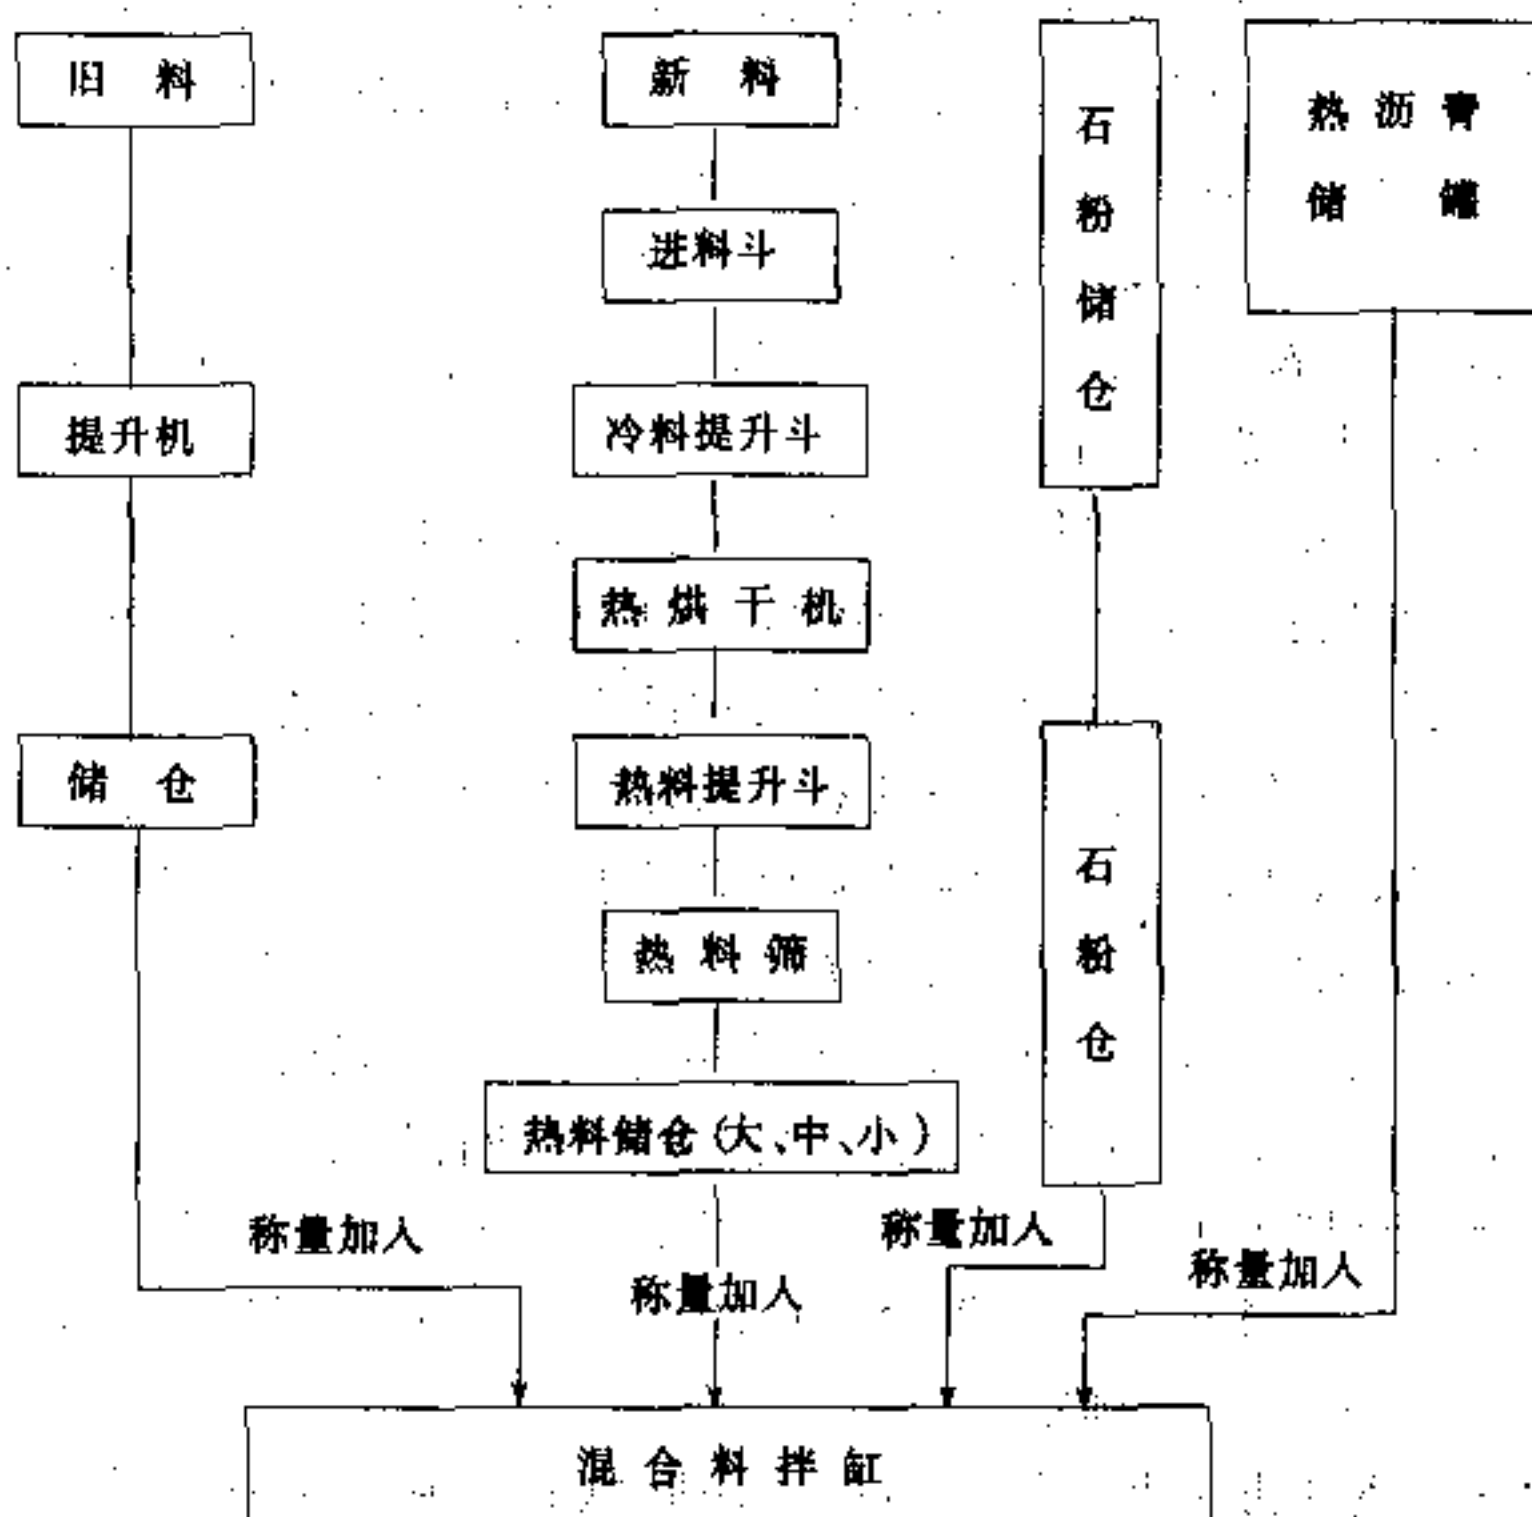 旧料
新料
石粉储仓
热沥青
储罐
进料斗
提升机
冷料提升斗
热烘干机
储仓
热料提升斗
石粉仓
热料筛
热料储仓(大、中、小)
称量加入
称量加入
称量加入
称量加入
混合料拌缸